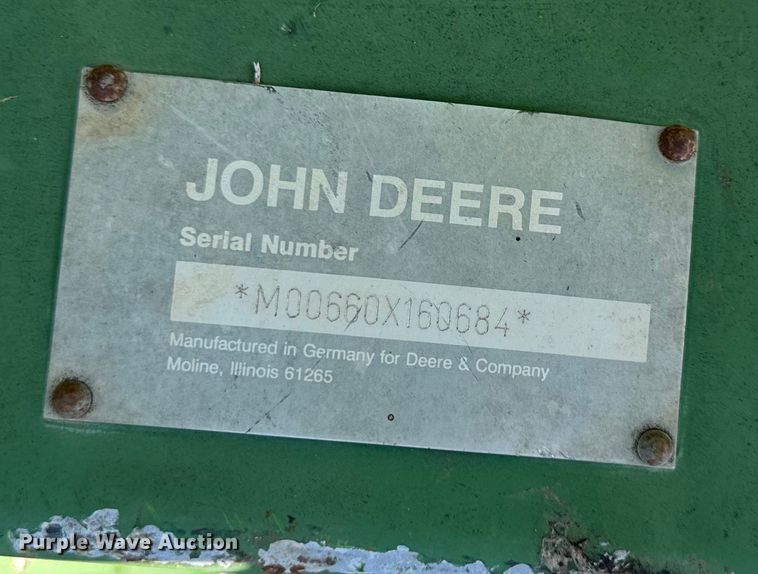 JOHN DEERE
Serial Number
*M00660X160684*
Manufactured in Germany for Deere & Company
Moline, Illinois 61265
Purple Wave Auction